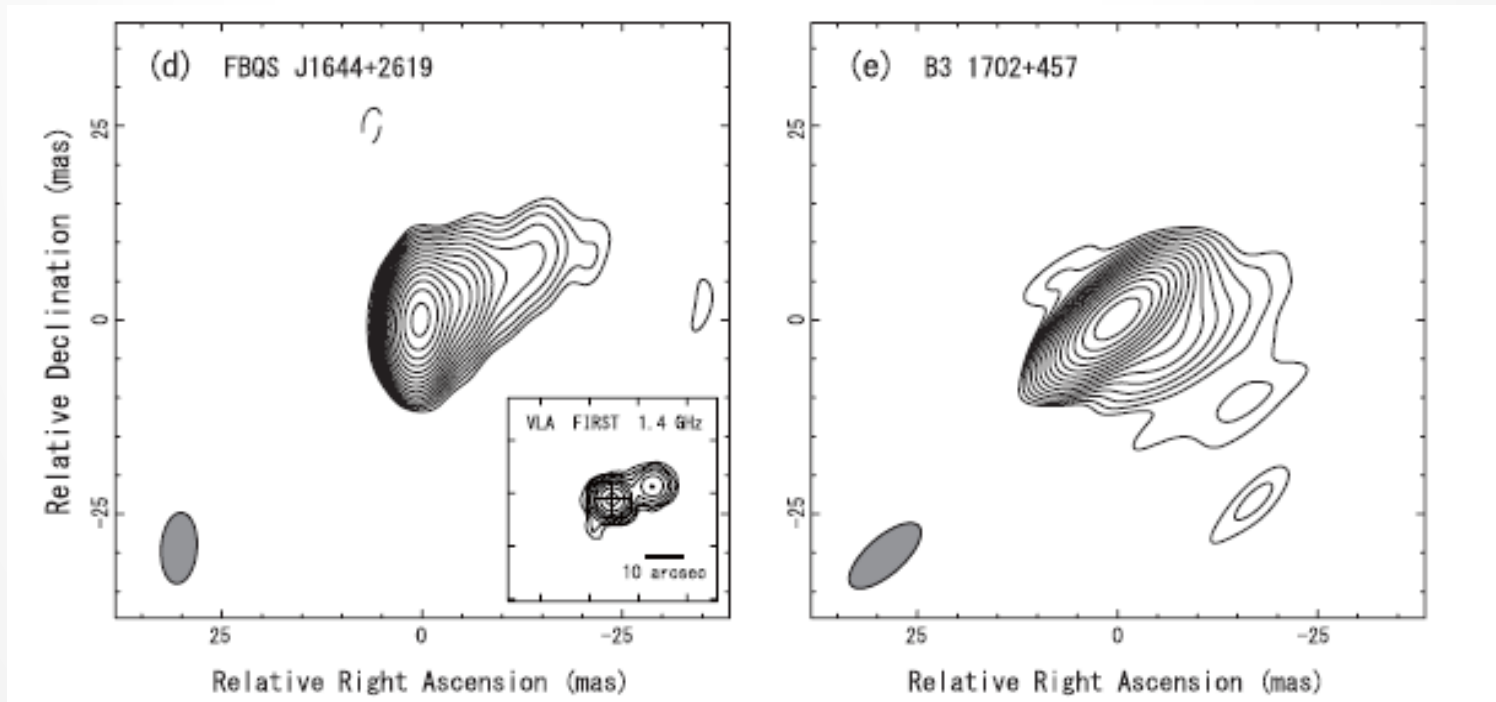 (d) FBQS J1644+2619
Relative Declination (mas)
25
0
-25
VLA FIRST 1.4 GHz
10 arcsec
25 0 -25
Relative Right Ascension (mas)
(e) B3 1702+457
25
0
-25
25 0 -25
Relative Right Ascension (mas)